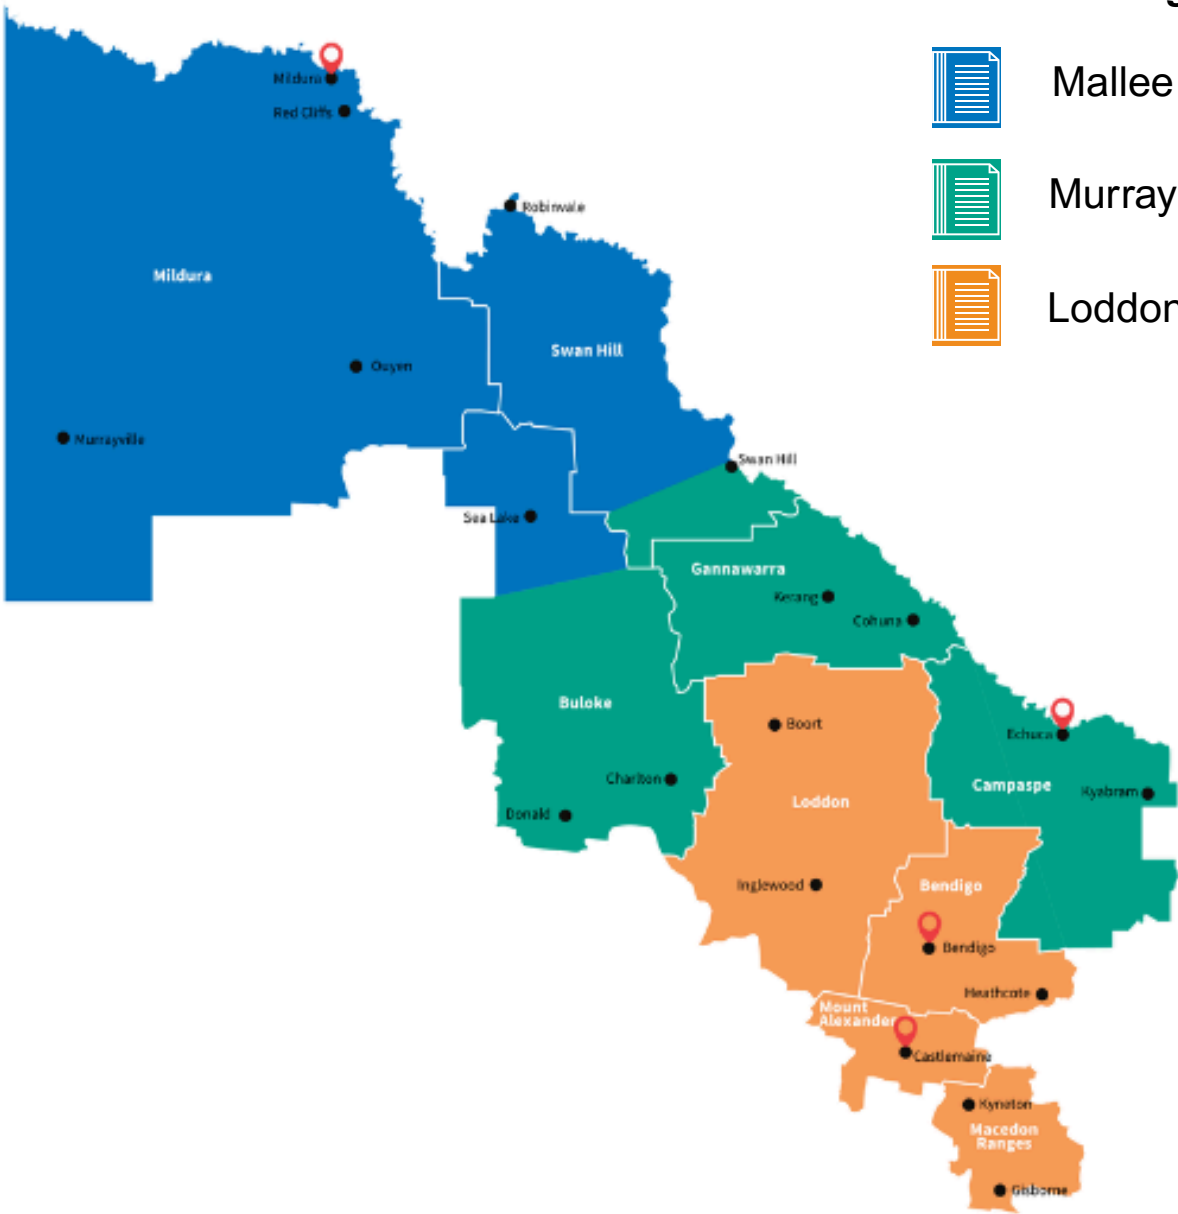 Mallee
Murray
Loddon
Mildura
Red Cliffs
Robinvale
Mildura
Swan Hill
Ouyen
Murrayville
Swan Hill
Sea Lake
Gannawarra
Kerang
Cohuna
Buloke
Boort
Echuca
Charlton
Campaspe
Kyabram
Loddon
Donald
Inglewood
Bendigo
Bendigo
Heathcote
Mount
Alexander
Castlemaine
Kyneton
Macedon
Ranges
Gisborne